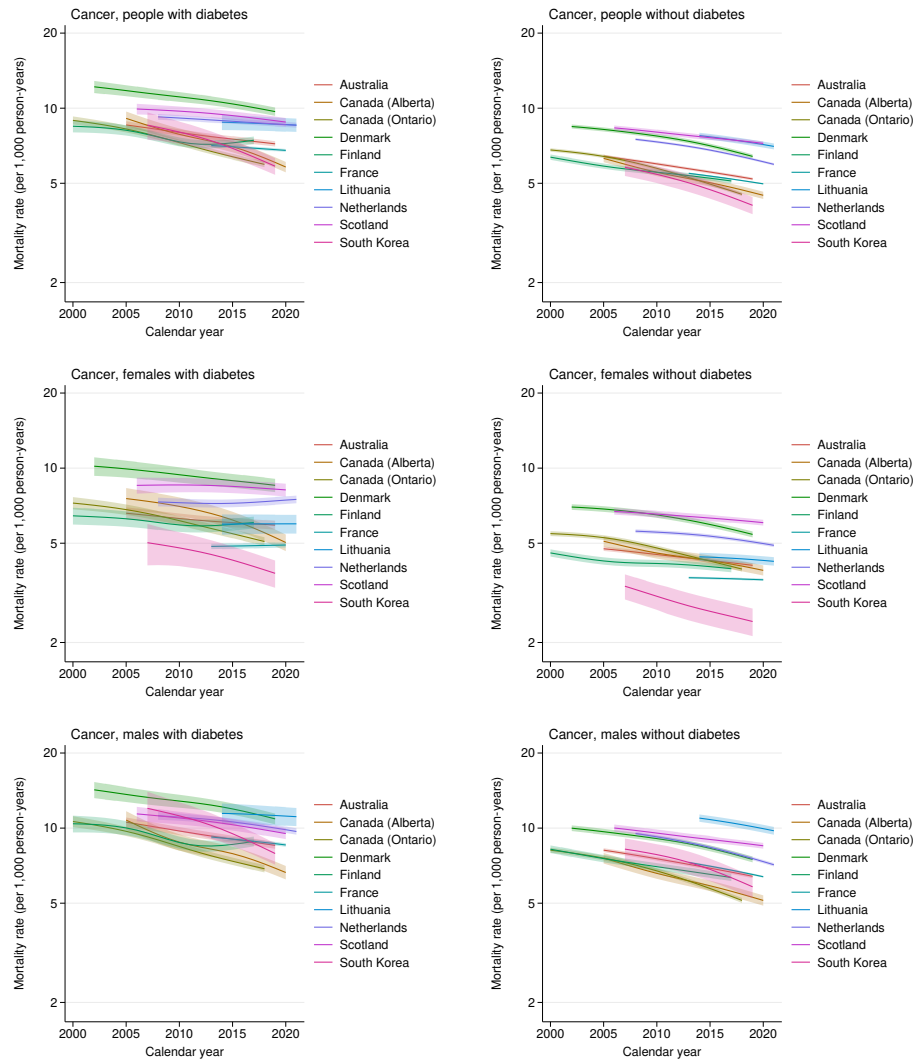 Cancer, people with diabetes
20
10
5
2
Mortality rate (per 1,000 person-years)
2000 2005 2010 2015 2020
Calendar year
Australia
Canada (Alberta)
Canada (Ontario)
Denmark
Finland
France
Lithuania
Netherlands
Scotland
South Korea
Cancer, people without diabetes
20
10
5
2
Mortality rate (per 1,000 person-years)
2000 2005 2010 2015 2020
Calendar year
Australia
Canada (Alberta)
Canada (Ontario)
Denmark
Finland
France
Lithuania
Netherlands
Scotland
South Korea
Cancer, females with diabetes
20
10
5
2
Mortality rate (per 1,000 person-years)
2000 2005 2010 2015 2020
Calendar year
Australia
Canada (Alberta)
Canada (Ontario)
Denmark
Finland
France
Lithuania
Netherlands
Scotland
South Korea
Cancer, females without diabetes
20
10
5
2
Mortality rate (per 1,000 person-years)
2000 2005 2010 2015 2020
Calendar year
Australia
Canada (Alberta)
Canada (Ontario)
Denmark
Finland
France
Lithuania
Netherlands
Scotland
South Korea
Cancer, males with diabetes
20
10
5
2
Mortality rate (per 1,000 person-years)
2000 2005 2010 2015 2020
Calendar year
Australia
Canada (Alberta)
Canada (Ontario)
Denmark
Finland
France
Lithuania
Netherlands
Scotland
South Korea
Cancer, males without diabetes
20
10
5
2
Mortality rate (per 1,000 person-years)
2000 2005 2010 2015 2020
Calendar year
Australia
Canada (Alberta)
Canada (Ontario)
Denmark
Finland
France
Lithuania
Netherlands
Scotland
South Korea